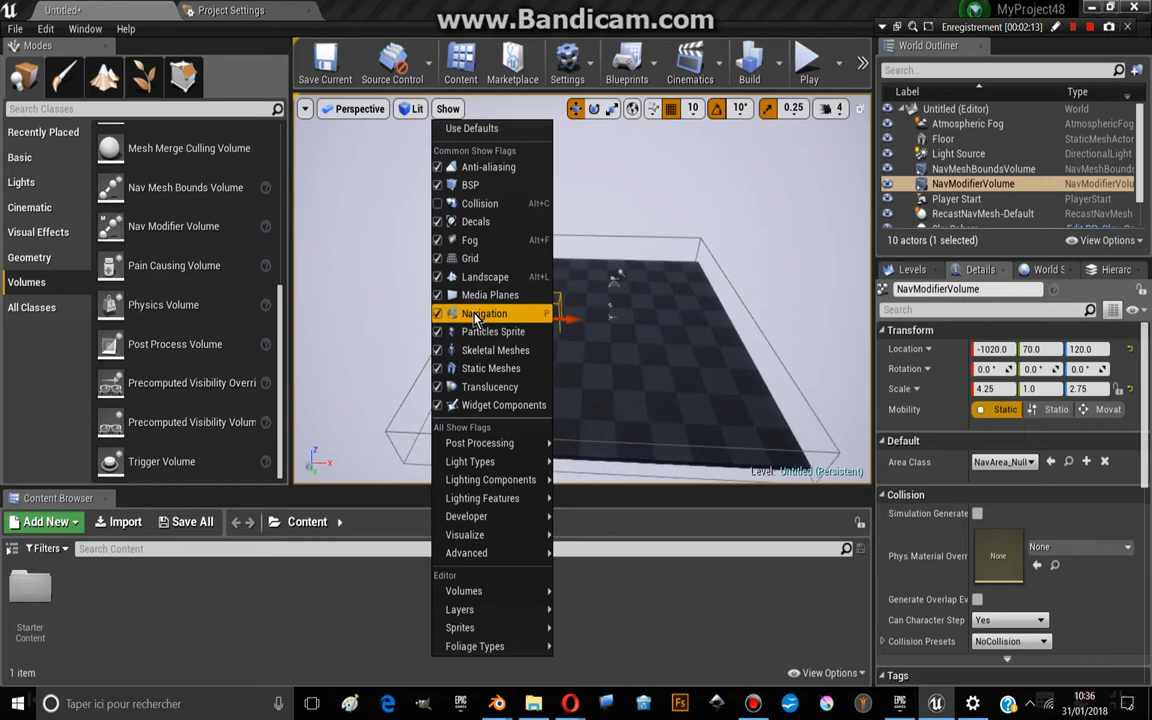 www.Bandicam.com
Untitled*
Project Settings
MyProject48
File
Edit
Window
Help
Enregistrement [00:02:13]
Modes
Search Classes
Recently Placed
Basic
Lights
Cinematic
Visual Effects
Geometry
Volumes
All Classes
Mesh Merge Culling Volume
Nav Mesh Bounds Volume
Nav Modifier Volume
Pain Causing Volume
Physics Volume
Post Process Volume
Precomputed Visibility Overri
Precomputed Visibility Volum
Trigger Volume
Save Current
Source Control
Content
Marketplace
Settings
Blueprints
Cinematics
Build
Play
Perspective
Lit
Show
10
10°
0.25
4
Use Defaults
Common Show Flags
Anti-aliasing
BSP
Collision Alt+C
Decals
Fog Alt+F
Grid
Landscape Alt+L
Media Planes
Navigation P
Particles Sprite
Skeletal Meshes
Static Meshes
Translucency
Widget Components
All Show Flags
Post Processing
Light Types
Lighting Components
Lighting Features
Developer
Visualize
Advanced
Editor
Volumes
Layers
Sprites
Foliage Types
Z
X
Level: Untitled (Persistent)
World Outliner
Search...
Label
Type
Untitled (Editor) World
Atmospheric Fog AtmosphericFog
Floor StaticMeshActor
Light Source DirectionalLight
NavMeshBoundsVolume NavMeshBounds
NavModifierVolume NavModifierVolu
Player Start PlayerStart
RecastNavMesh-Default RecastNavMesh
10 actors (1 selected)
View Options
Levels
Details
World S
Hierarc
NavModifierVolume
Search
Transform
Location -1020.0 70.0 120.0
Rotation 0.0° 0.0° 0.0°
Scale 4.25 1.0 2.75
Mobility Static Statio Movat
Default
Area Class NavArea_Null
Collision
Simulation Generate
Phys Material Overr
None
None
Generate Overlap Ev
Can Character Step Yes
Collision Presets NoCollision
Tags
Content Browser
Add New
Import
Save All
Content
Filters
Search Content
Starter
Content
1 item
View Options
Taper ici pour rechercher
10:36
31/01/2018